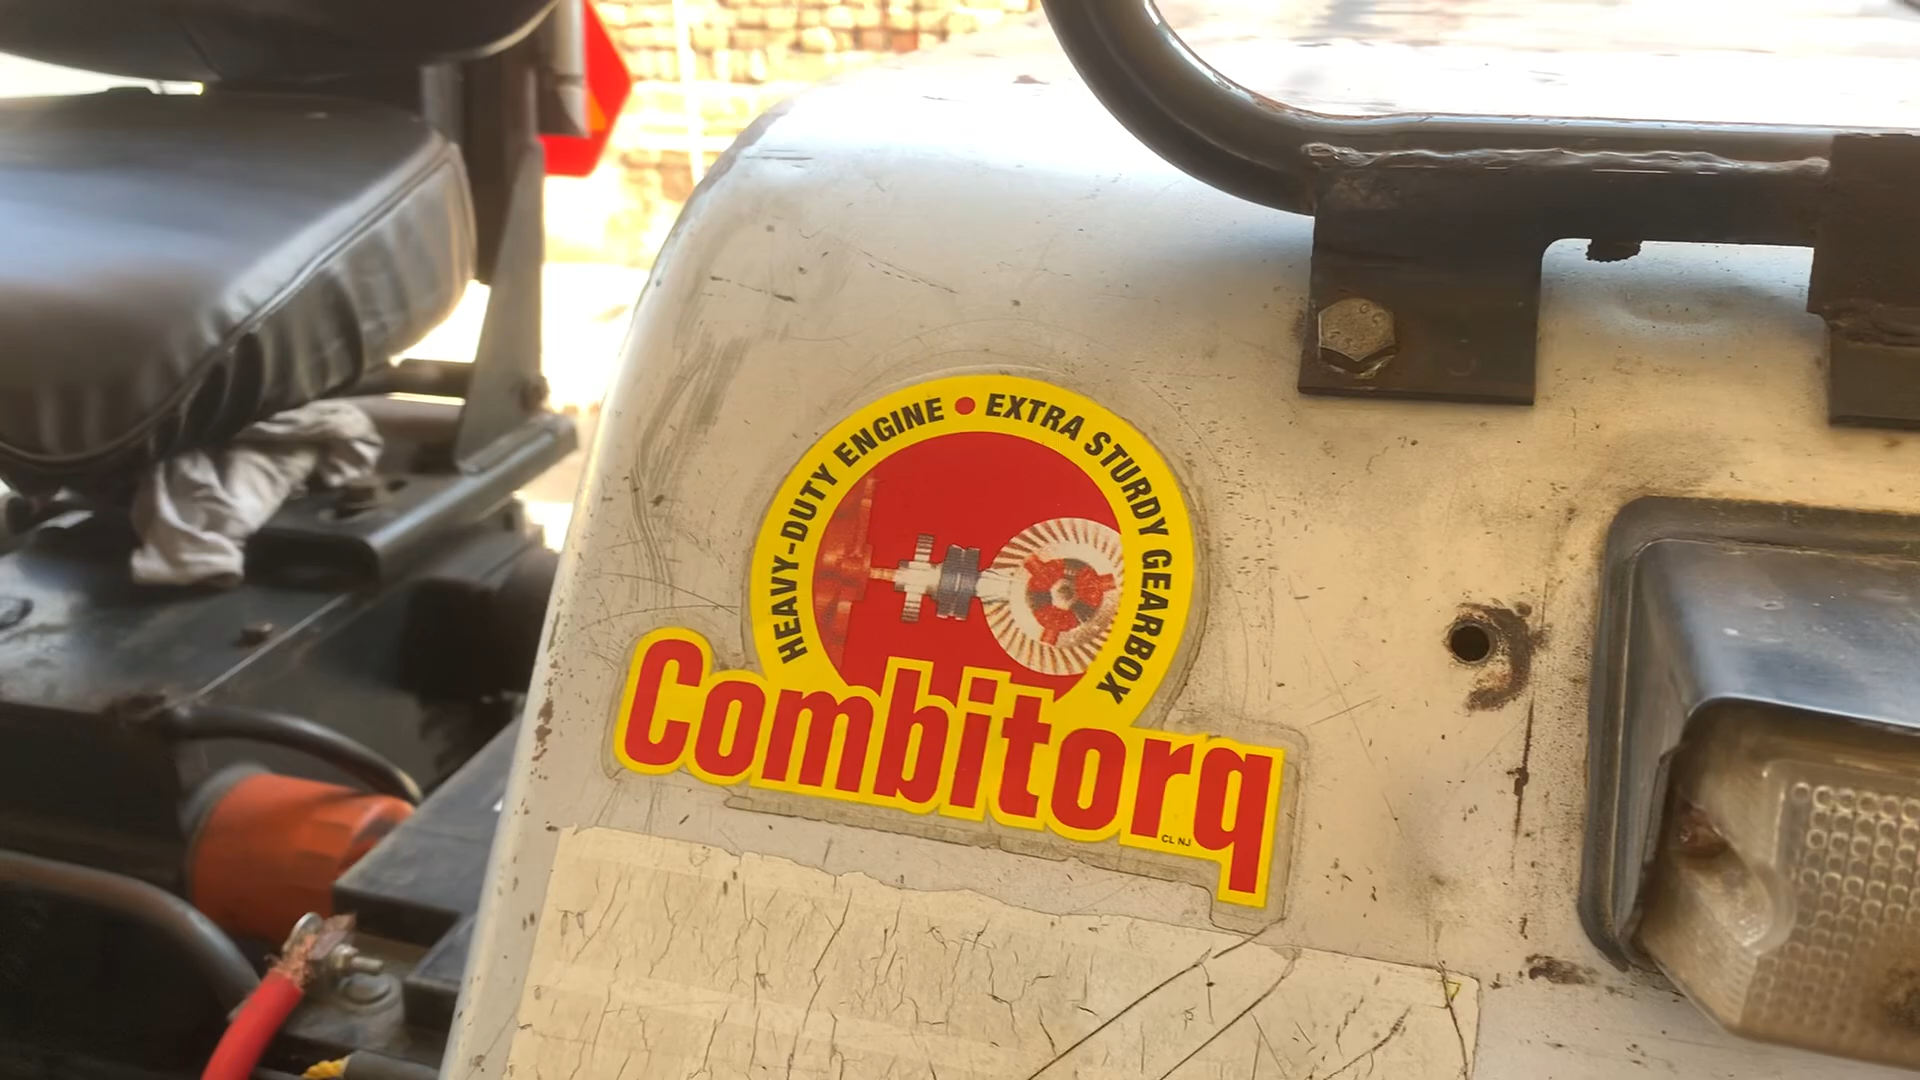 HEAVY-DUTY ENGINE • EXTRA STURDY GEARBOX
Combitorq
CL NJ